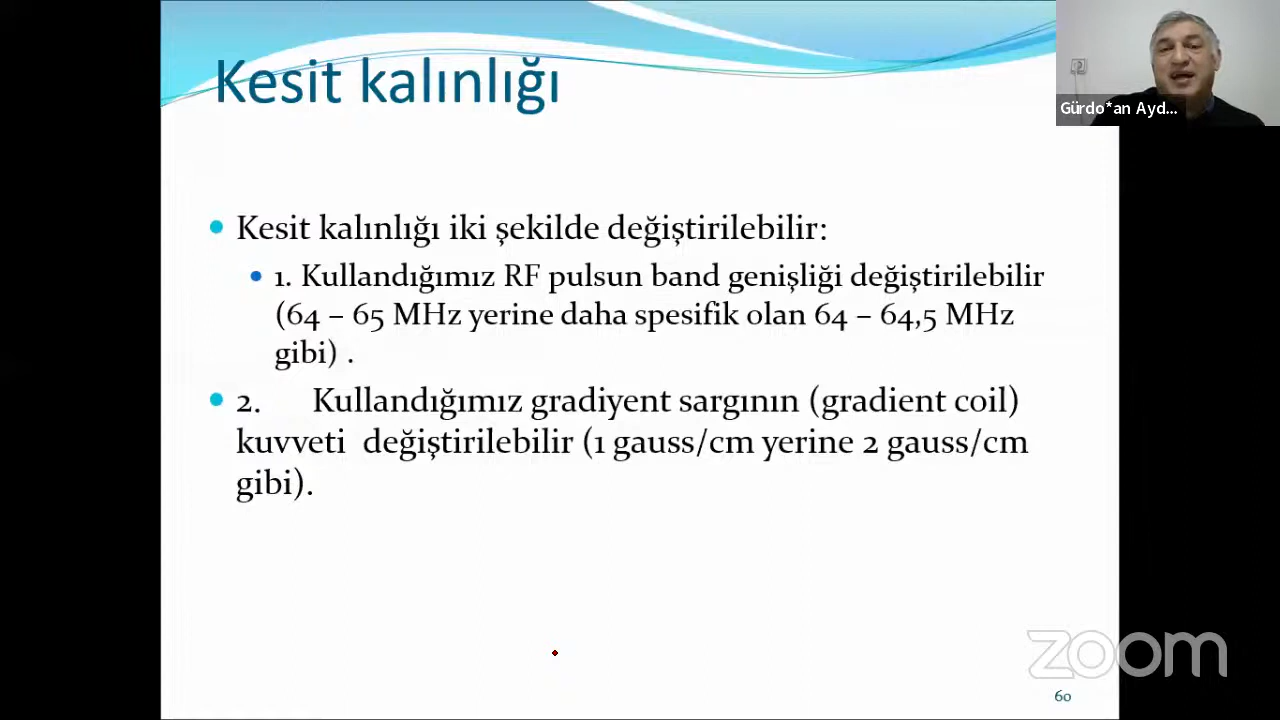 Kesit kalınlığı
Gürdo*an Ayd...
Kesit kalınlığı iki şekilde değiştirilebilir:
1. Kullandığımız RF pulsun band genişliği değiştirilebilir
(64 – 65 MHz yerine daha spesifik olan 64 – 64,5 MHz
gibi) .
2. Kullandığımız gradiyent sargının (gradient coil)
kuvveti değiştirilebilir (1 gauss/cm yerine 2 gauss/cm
gibi).
zoom
60